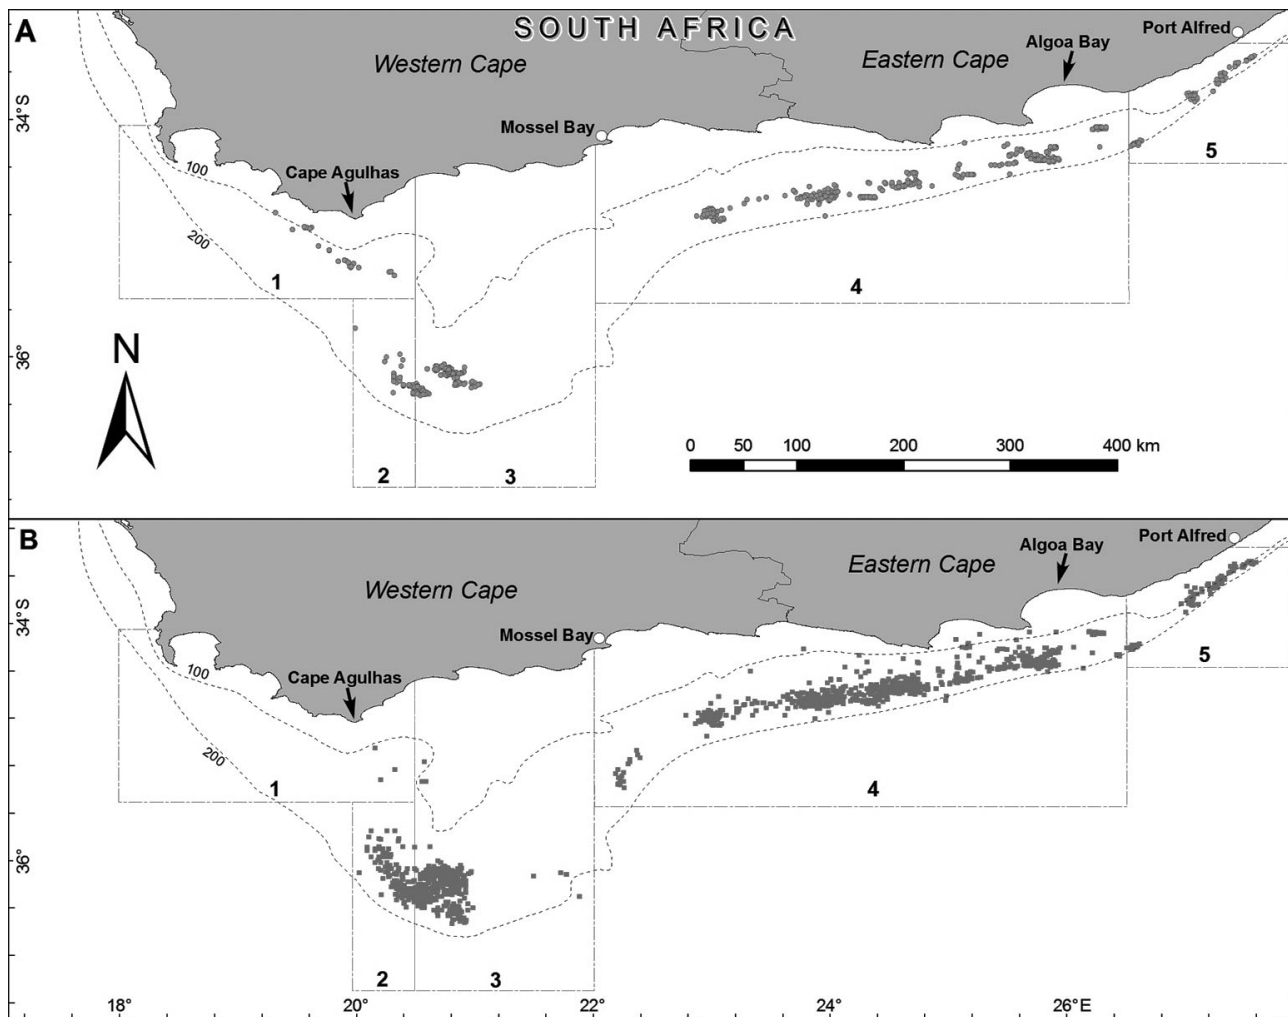 A
SOUTH AFRICA
Port Alfred
Algoa Bay
Eastern Cape
Western Cape
34°S
Mossel Bay
5
100
Cape Agulhas
200
1
4
36°
N
0 50 100 200 300 400 km
2 3
B
Port Alfred
Algoa Bay
Eastern Cape
Western Cape
34°S
Mossel Bay
5
100
Cape Agulhas
200
1
4
36°
2 3
18° 20° 22° 24° 26°E